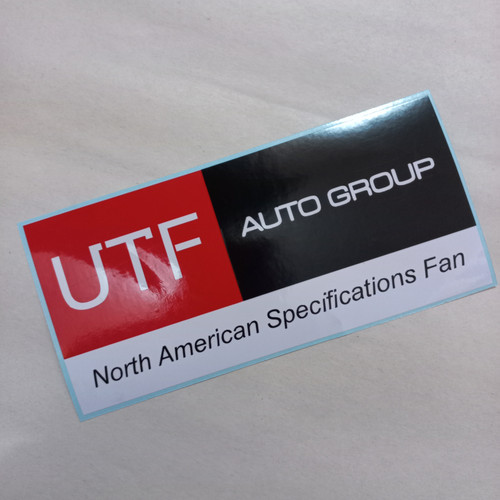 UTF
AUTO GROUP
North American Specifications Fan